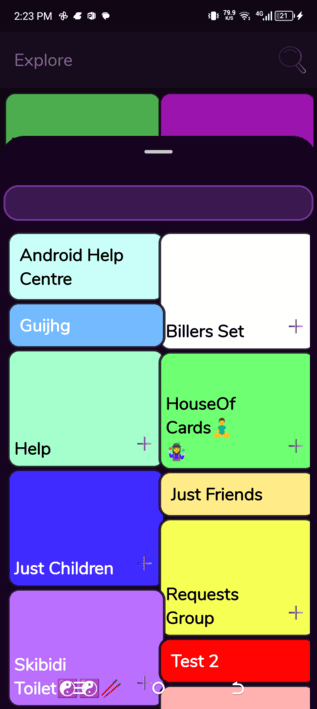 2:23 PM
79.9
K/S
4G
21
Explore
Android Help
Centre
Guijhg
Billers Set
Help
HouseOf
Cards🧘‍♂️
🦹‍♀️
Just Friends
Just Children
Requests
Group
Test 2
Skibidi
Toilet☯️☯️🥢